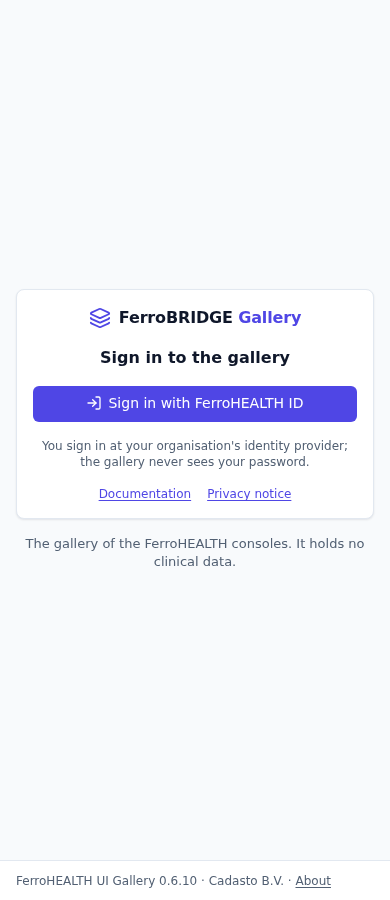 FerroBRIDGE Gallery
Sign in to the gallery
Sign in with FerroHEALTH ID
You sign in at your organisation's identity provider;
the gallery never sees your password.
Documentation Privacy notice
The gallery of the FerroHEALTH consoles. It holds no
clinical data.
FerroHEALTH UI Gallery 0.6.10 · Cadasto B.V. · About